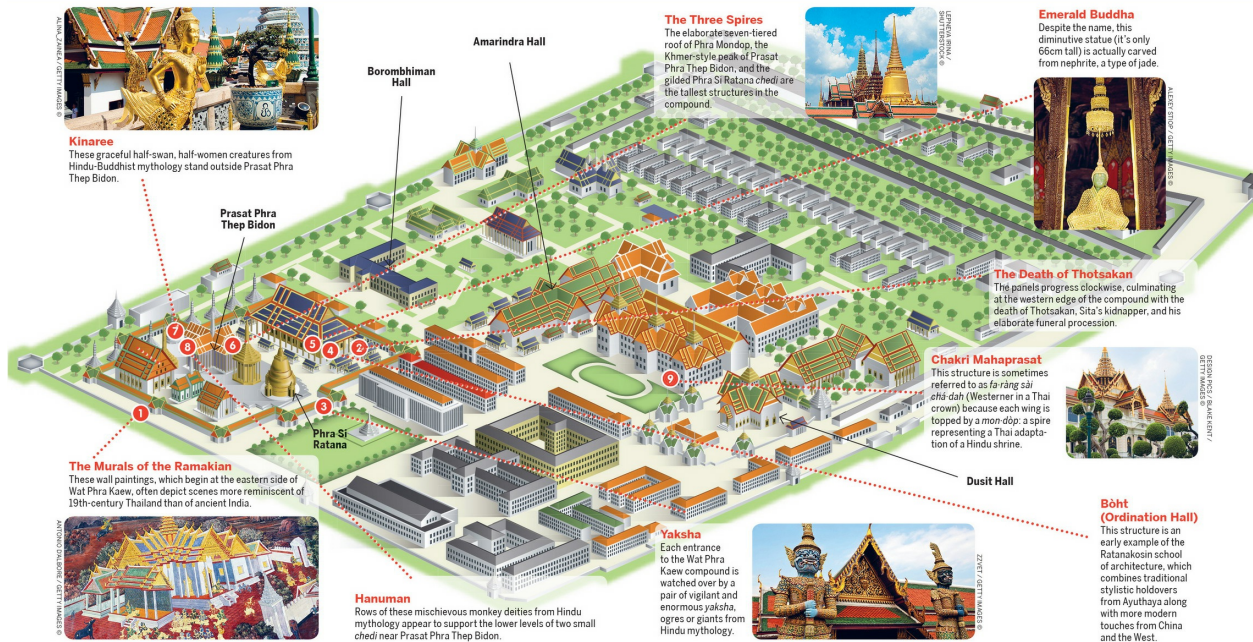 ALINA_ZAINEA / GETTY IMAGES ©
Kinaree
These graceful half-swan, half-women creatures from
Hindu-Buddhist mythology stand outside Prasat Phra
Thep Bidon.
Borombhiman
Hall
Amarindra Hall
The Three Spires
The elaborate seven-tiered
roof of Phra Mondop, the
Khmer-style peak of Prasat
Phra Thep Bidon, and the
gilded Phra Si Ratana chedi are
the tallest structures in the
compound.
LEPNEVA IRINA /
SHUTTERSTOCK ©
Emerald Buddha
Despite the name, this
diminutive statue (it's only
66cm tall) is actually carved
from nephrite, a type of jade.
ALEXEY STIOP / GETTY IMAGES ©
Prasat Phra
Thep Bidon
The Death of Thotsakan
The panels progress clockwise, culminating
at the western edge of the compound with the
death of Thotsakan, Sita's kidnapper, and his
elaborate funeral procession.
7
8
6
5
4
2
9
1
3
Phra Si
Ratana
Chakri Mahaprasat
This structure is sometimes
referred to as fa·ràng sài
chá·dah (Westerner in a Thai
crown) because each wing is
topped by a mon·dòp: a spire
representing a Thai adapta-
tion of a Hindu shrine.
DESIGN PICS / BLAKE KENT /
GETTY IMAGES ©
Dusit Hall
The Murals of the Ramakian
These wall paintings, which begin at the eastern side of
Wat Phra Kaew, often depict scenes more reminiscent of
19th-century Thailand than of ancient India.
ANTONIO D'ALBORE / GETTY IMAGES ©
Hanuman
Rows of these mischievous monkey deities from Hindu
mythology appear to support the lower levels of two small
chedi near Prasat Phra Thep Bidon.
Yaksha
Each entrance
to the Wat Phra
Kaew compound is
watched over by a
pair of vigilant and
enormous yaksha,
ogres or giants from
Hindu mythology.
ZZVET / GETTY IMAGES ©
Bòht
(Ordination Hall)
This structure is an
early example of the
Ratanakosin school
of architecture, which
combines traditional
stylistic holdovers
from Ayuthaya along
with more modern
touches from China
and the West.